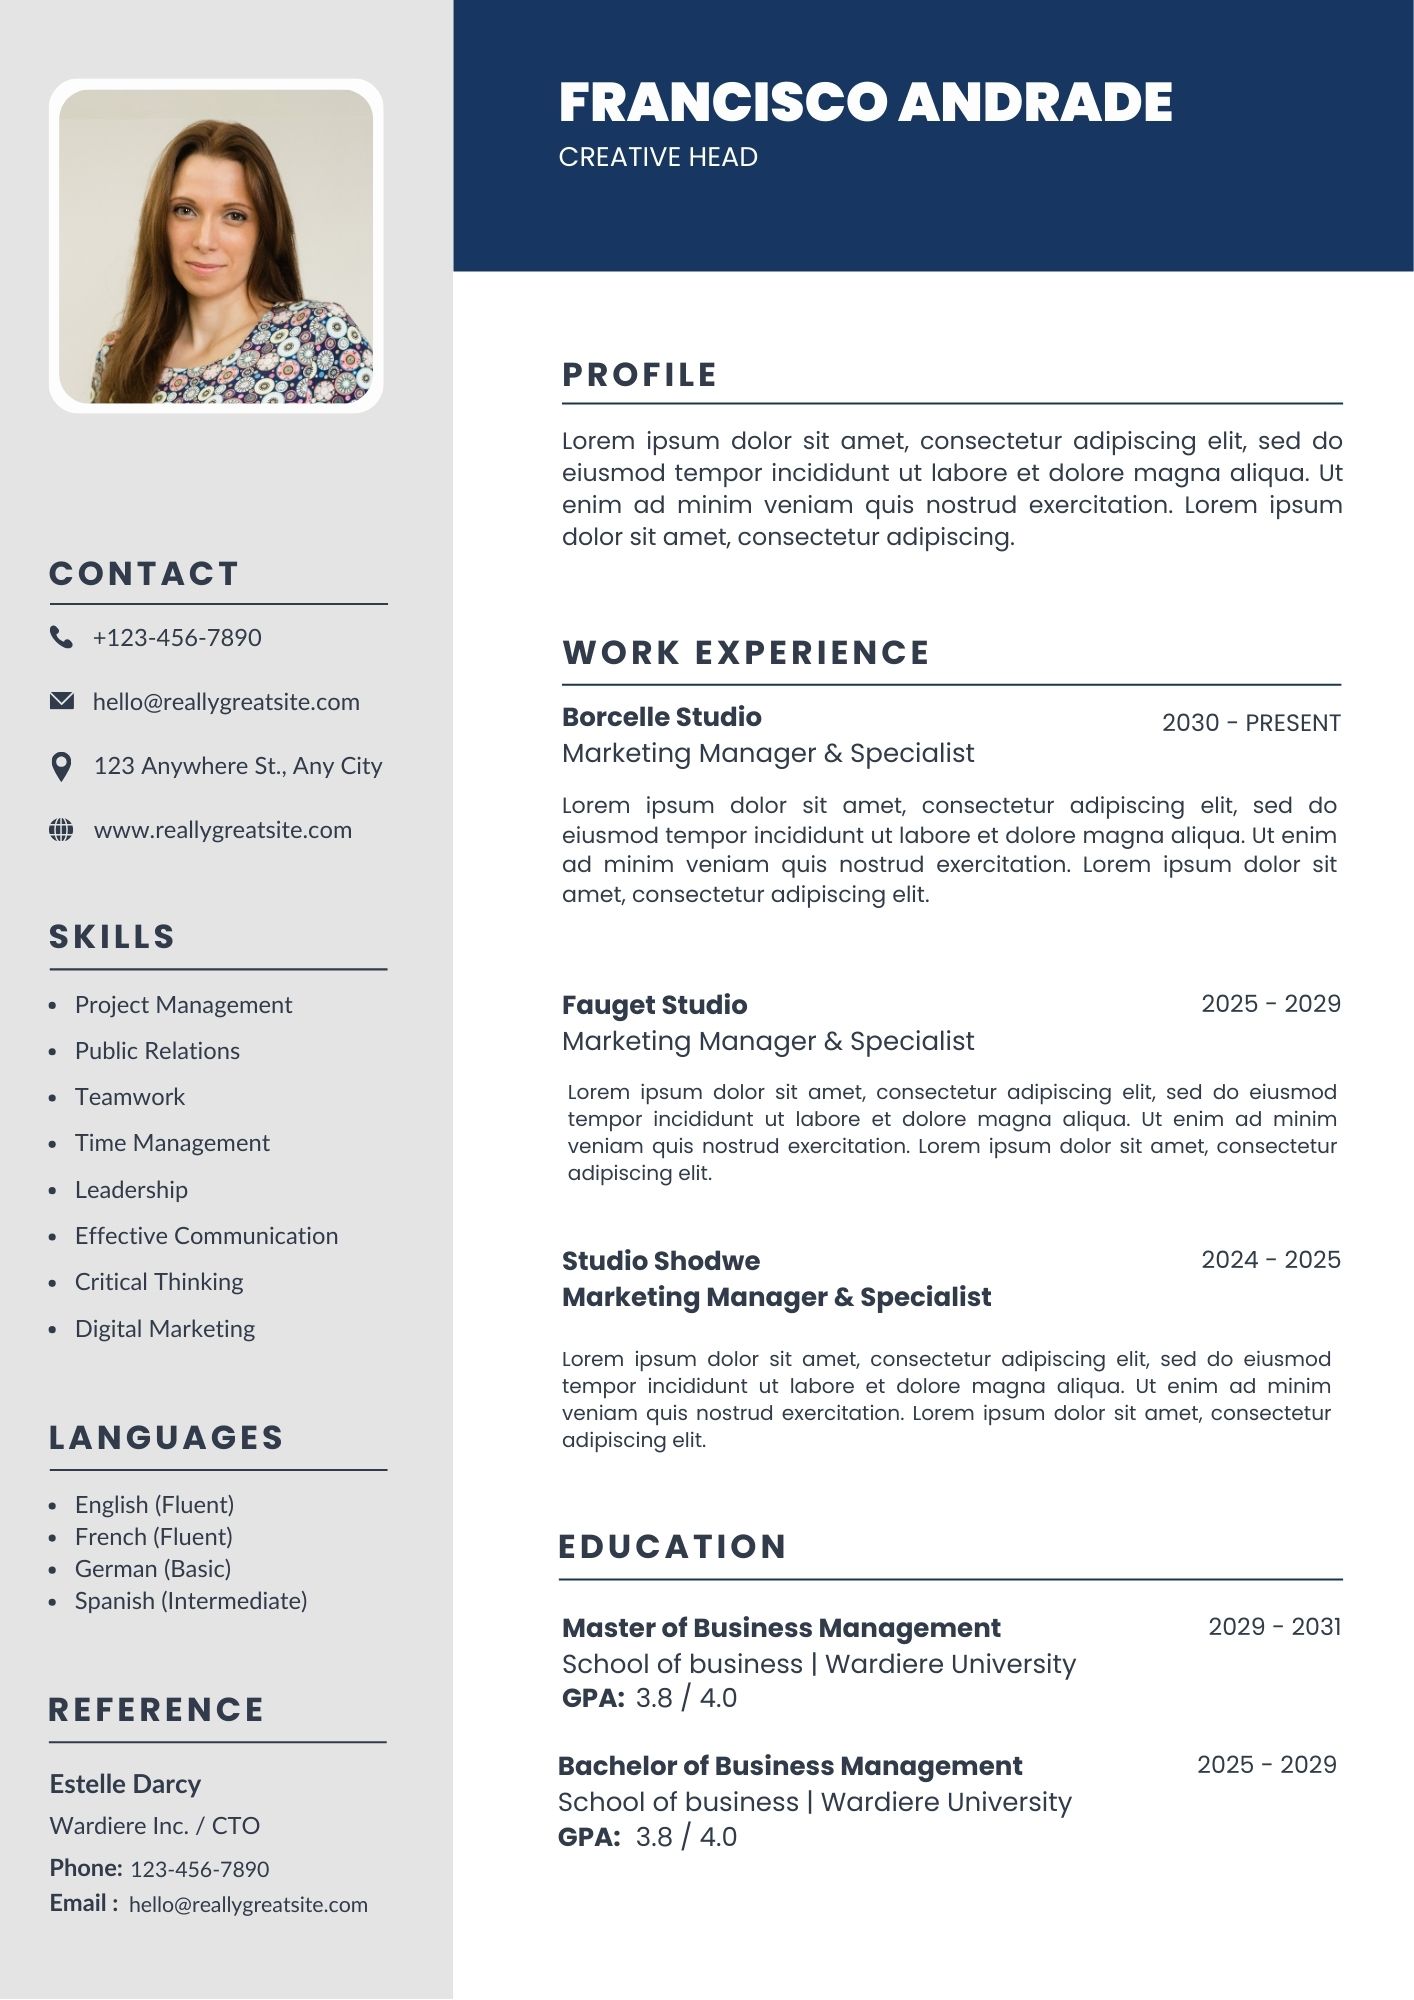 FRANCISCO ANDRADE
CREATIVE HEAD
CONTACT
+123-456-7890
hello@reallygreatsite.com
123 Anywhere St., Any City
www.reallygreatsite.com
SKILLS
• Project Management
• Public Relations
• Teamwork
• Time Management
• Leadership
• Effective Communication
• Critical Thinking
• Digital Marketing
LANGUAGES
• English (Fluent)
• French (Fluent)
• German (Basic)
• Spanish (Intermediate)
REFERENCE
Estelle Darcy
Wardiere Inc. / CTO
Phone: 123-456-7890
Email : hello@reallygreatsite.com
PROFILE
Lorem ipsum dolor sit amet, consectetur adipiscing elit, sed do
eiusmod tempor incididunt ut labore et dolore magna aliqua. Ut
enim ad minim veniam quis nostrud exercitation. Lorem ipsum
dolor sit amet, consectetur adipiscing.
WORK EXPERIENCE
Borcelle Studio 2030 - PRESENT
Marketing Manager & Specialist
Lorem ipsum dolor sit amet, consectetur adipiscing elit, sed do
eiusmod tempor incididunt ut labore et dolore magna aliqua. Ut enim
ad minim veniam quis nostrud exercitation. Lorem ipsum dolor sit
amet, consectetur adipiscing elit.
Fauget Studio 2025 - 2029
Marketing Manager & Specialist
Lorem ipsum dolor sit amet, consectetur adipiscing elit, sed do eiusmod
tempor incididunt ut labore et dolore magna aliqua. Ut enim ad minim
veniam quis nostrud exercitation. Lorem ipsum dolor sit amet, consectetur
adipiscing elit.
Studio Shodwe 2024 - 2025
Marketing Manager & Specialist
Lorem ipsum dolor sit amet, consectetur adipiscing elit, sed do eiusmod
tempor incididunt ut labore et dolore magna aliqua. Ut enim ad minim
veniam quis nostrud exercitation. Lorem ipsum dolor sit amet, consectetur
adipiscing elit.
EDUCATION
Master of Business Management 2029 - 2031
School of business | Wardiere University
GPA: 3.8 / 4.0
Bachelor of Business Management 2025 - 2029
School of business | Wardiere University
GPA: 3.8 / 4.0